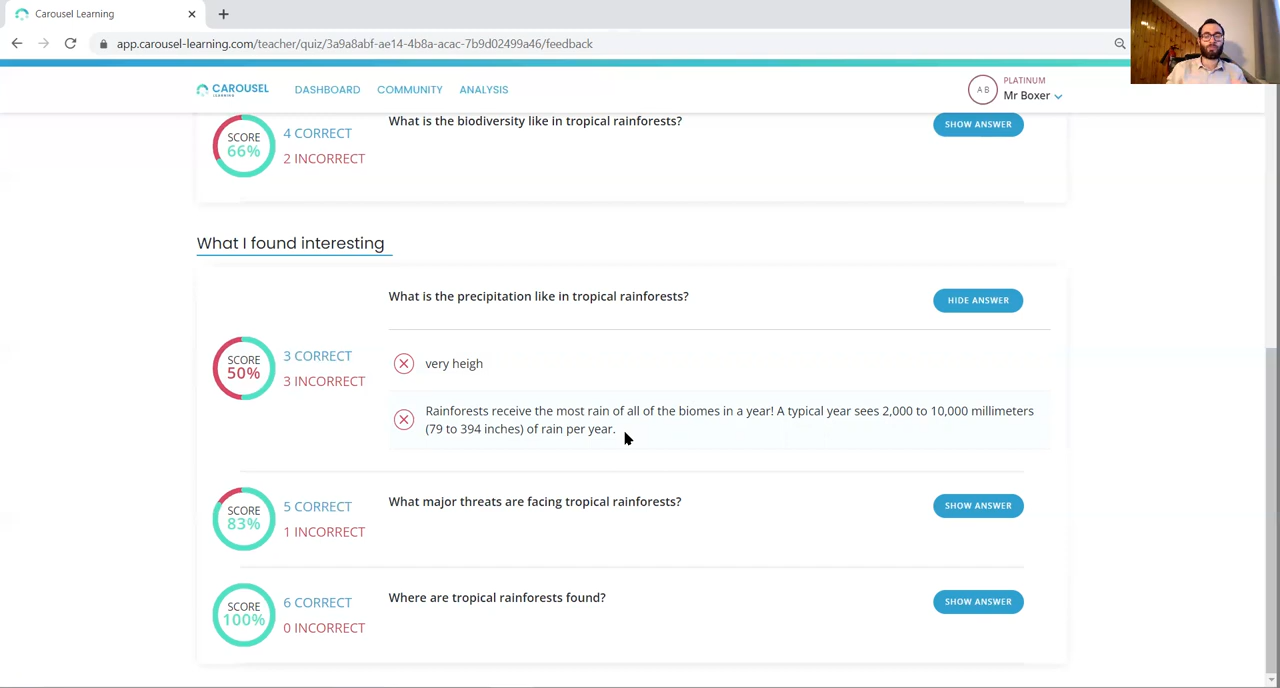 Carousel Learning
app.carousel-learning.com/teacher/quiz/3a9a8abf-ae14-4b8a-acac-7b9d02499a46/feedback
CAROUSEL
LEARNING
DASHBOARD
COMMUNITY
ANALYSIS
A B
PLATINUM
Mr Boxer
SCORE
66%
4 CORRECT
2 INCORRECT
What is the biodiversity like in tropical rainforests?
SHOW ANSWER
What I found interesting
What is the precipitation like in tropical rainforests?
HIDE ANSWER
SCORE
50%
3 CORRECT
3 INCORRECT
very heigh
Rainforests receive the most rain of all of the biomes in a year! A typical year sees 2,000 to 10,000 millimeters
(79 to 394 inches) of rain per year.
SCORE
83%
5 CORRECT
1 INCORRECT
What major threats are facing tropical rainforests?
SHOW ANSWER
SCORE
100%
6 CORRECT
0 INCORRECT
Where are tropical rainforests found?
SHOW ANSWER